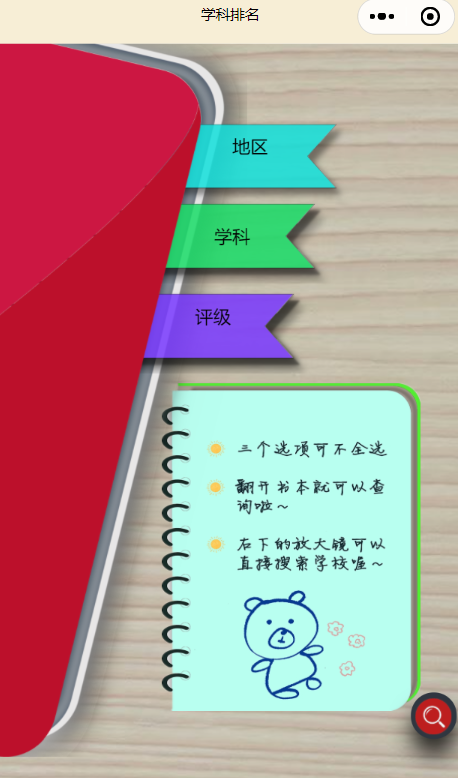 学科排名
地区
学科
评级
三个选项可不全选
翻开书本就可以查
询啦～
右下的放大镜可以
直接搜索学校喔～